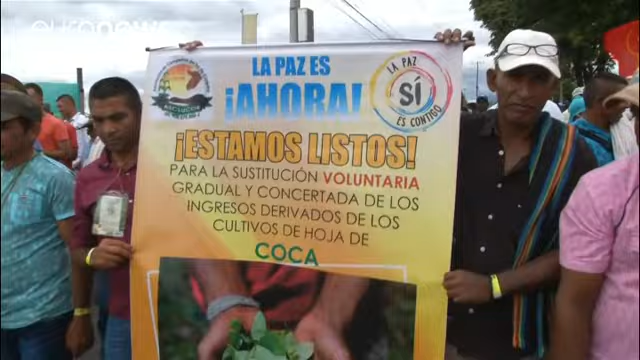 euronews.
LA PAZ ES
¡AHORA!
LA PAZ
SÍ
ES CONTIGO
¡ESTAMOS LISTOS!
PARA LA SUSTITUCIÓN VOLUNTARIA
GRADUAL Y CONCERTADA DE LOS
INGRESOS DERIVADOS DE LOS
CULTIVOS DE HOJA DE
COCA